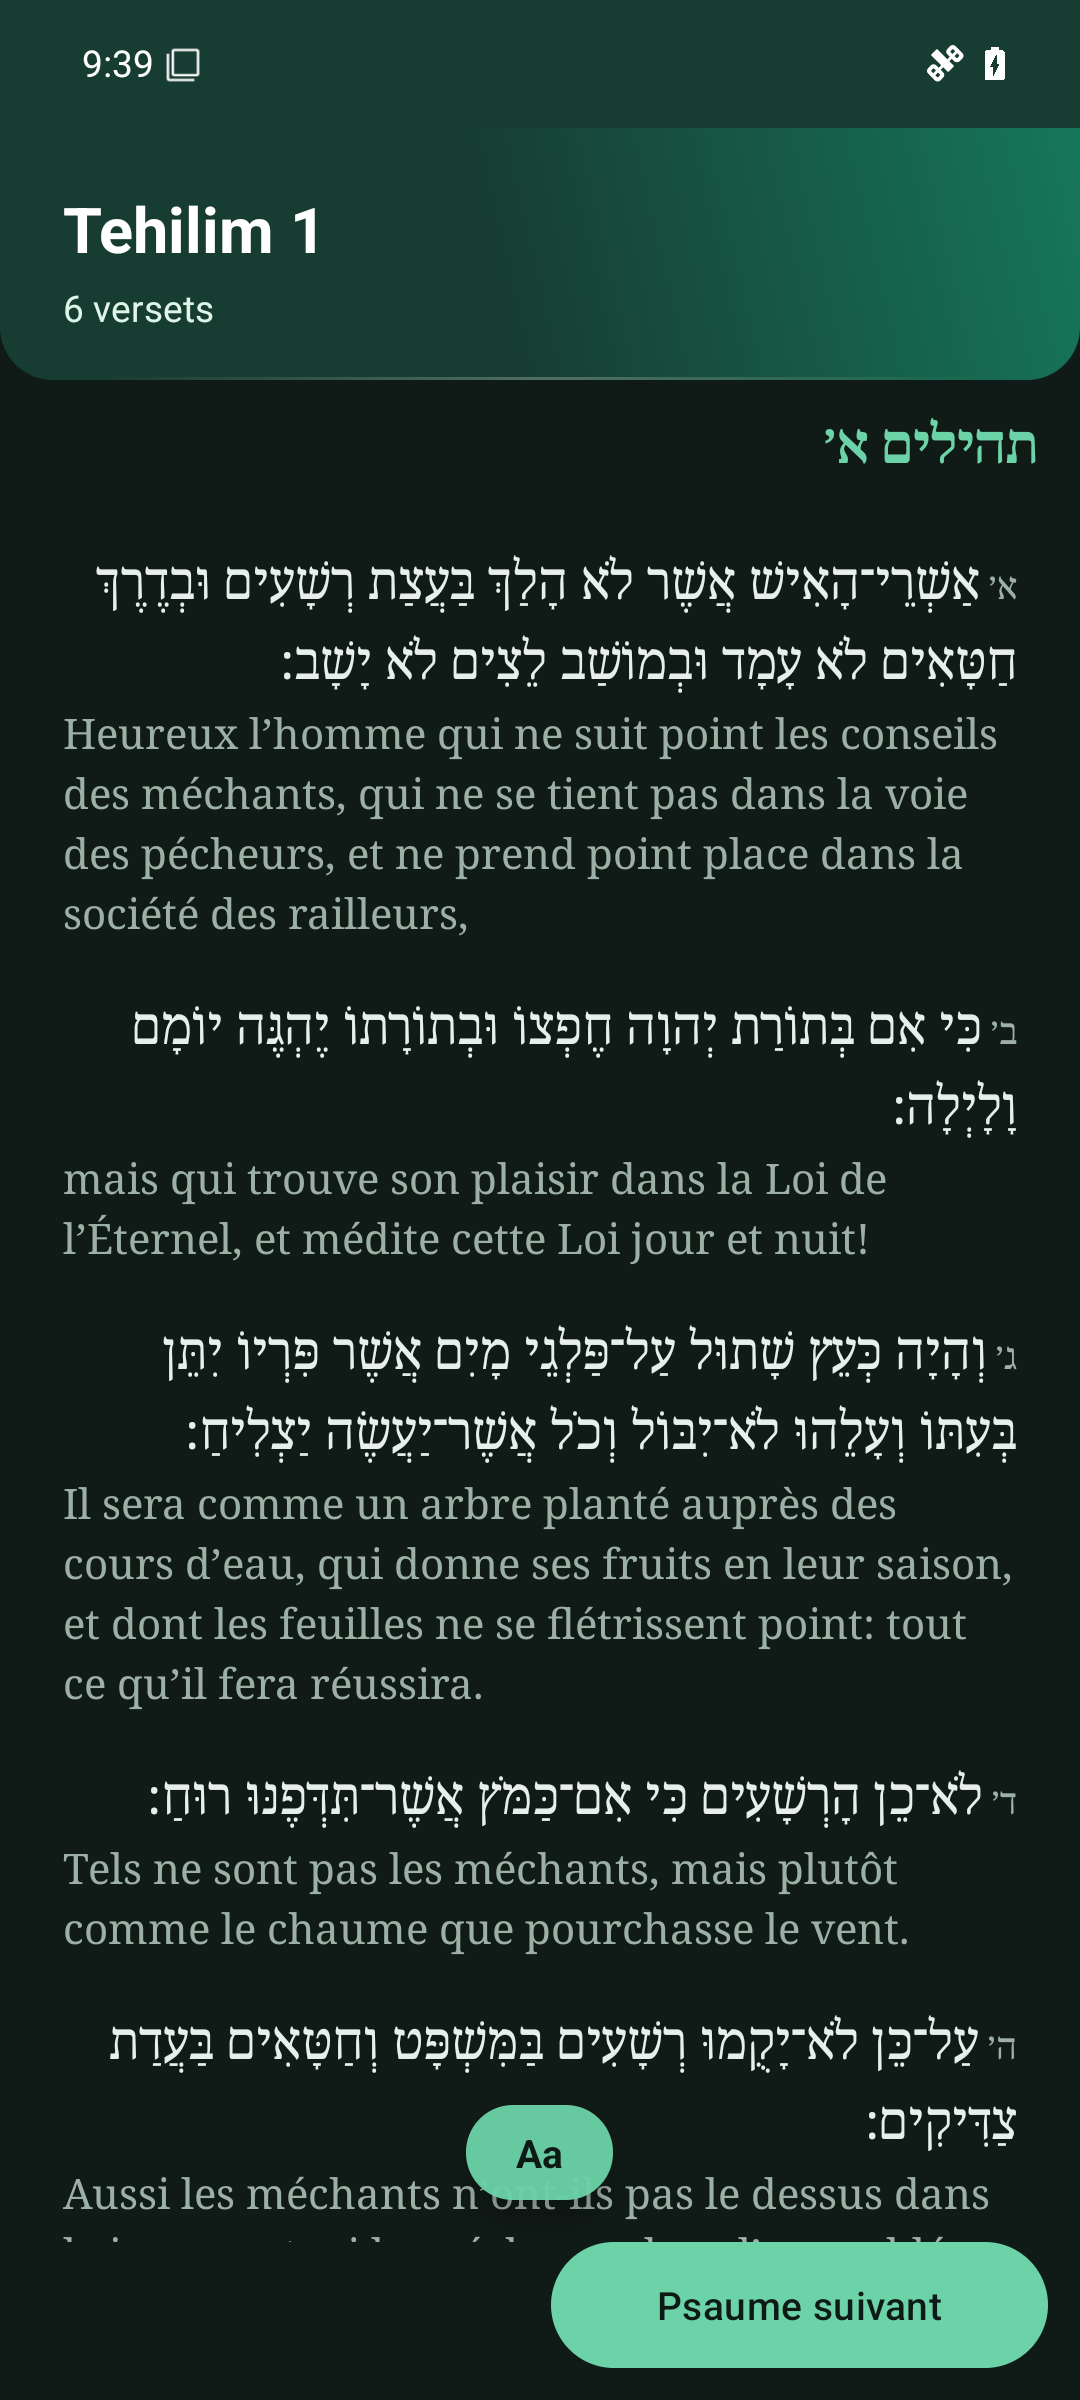 9:39
Tehilim 1
6 versets
תהילים א׳
א׳ אַשְׁרֵי־הָאִישׁ אֲשֶׁר לֹא הָלַךְ בַּעֲצַת רְשָׁעִים וּבְדֶרֶךְ
חַטָּאִים לֹא עָמָד וּבְמוֹשַׁב לֵצִים לֹא יָשָׁב׃
Heureux l’homme qui ne suit point les conseils
des méchants, qui ne se tient pas dans la voie
des pécheurs, et ne prend point place dans la
société des railleurs,
ב׳ כִּי אִם בְּתוֹרַת יְהוָה חֶפְצוֹ וּבְתוֹרָתוֹ יֶהְגֶּה יוֹמָם
וָלָיְלָה׃
mais qui trouve son plaisir dans la Loi de
l’Éternel, et médite cette Loi jour et nuit!
ג׳ וְהָיָה כְּעֵץ שָׁתוּל עַל־פַּלְגֵי מָיִם אֲשֶׁר פִּרְיוֹ יִתֵּן
בְּעִתּוֹ וְעָלֵהוּ לֹא־יִבּוֹל וְכֹל אֲשֶׁר־יַעֲשֶׂה יַצְלִיחַ׃
Il sera comme un arbre planté auprès des
cours d’eau, qui donne ses fruits en leur saison,
et dont les feuilles ne se flétrissent point: tout
ce qu’il fera réussira.
ד׳ לֹא־כֵן הָרְשָׁעִים כִּי אִם־כַּמֹּץ אֲשֶׁר־תִּדְּפֶנּוּ רוּחַ׃
Tels ne sont pas les méchants, mais plutôt
comme le chaume que pourchasse le vent.
ה׳ עַל־כֵּן לֹא־יָקֻמוּ רְשָׁעִים בַּמִּשְׁפָּט וְחַטָּאִים בַּעֲדַת
צַדִּיקִים׃
Aa
Aussi les méchants n’ont-ils pas le dessus dans
Psaume suivant